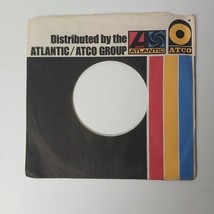 Distributed by the
ATLANTIC/ATCO GROUP
ATLANTIC
ATCO